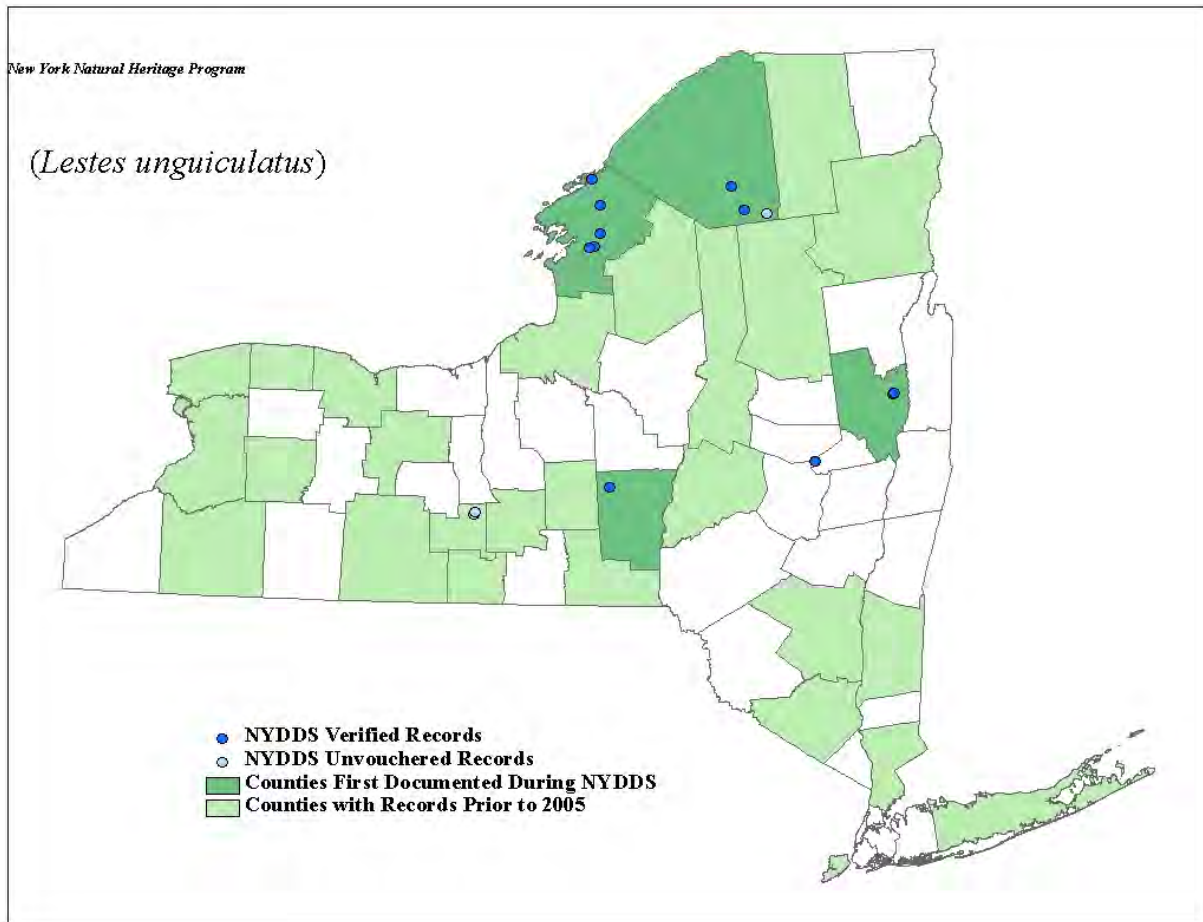 New York Natural Heritage Program
(Lestes unguiculatus)
NYDDS Verified Records
NYDDS Unvouchered Records
Counties First Documented During NYDDS
Counties with Records Prior to 2005